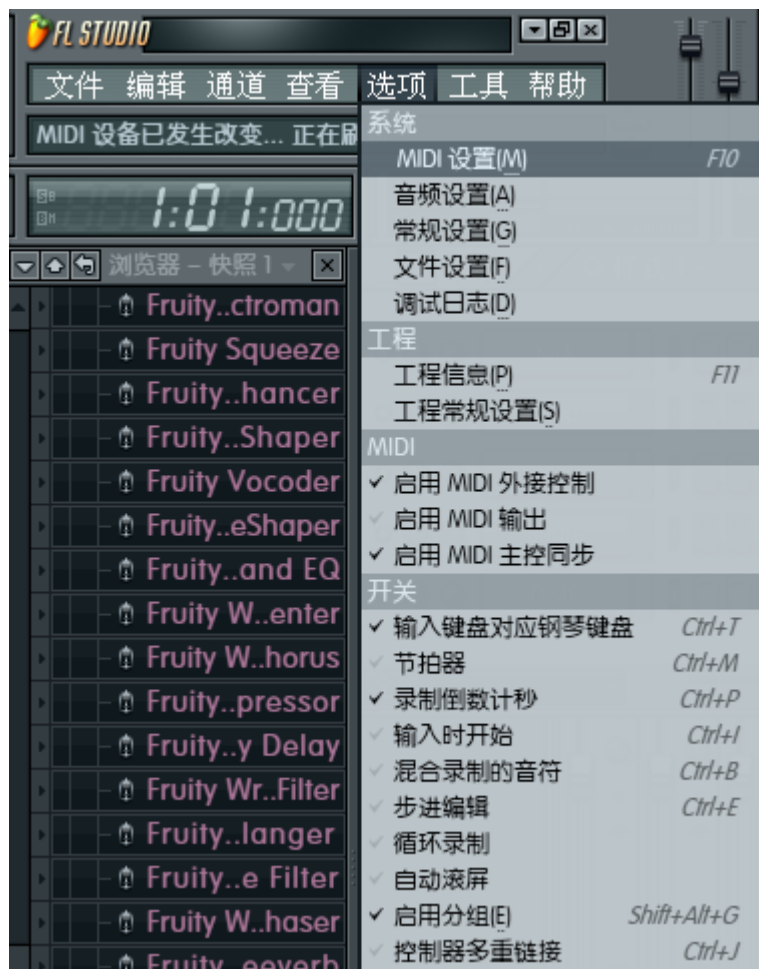 FL STUDIO
文件 编辑 通道 查看 选项 工具 帮助
MIDI 设备已发生改变... 正在刷
1:01:000
浏览器 – 快照 1
Fruity..ctroman
Fruity Squeeze
Fruity..hancer
Fruity..Shaper
Fruity Vocoder
Fruity..eShaper
Fruity..and EQ
Fruity W..enter
Fruity W..horus
Fruity..pressor
Fruity..y Delay
Fruity Wr..Filter
Fruity..langer
Fruity..e Filter
Fruity W..haser
Fruity..eeverb
系统
MIDI 设置(M) F10
音频设置(A)
常规设置(G)
文件设置(F)
调试日志(D)
工程
工程信息(P) F11
工程常规设置(S)
MIDI
启用 MIDI 外接控制
启用 MIDI 输出
启用 MIDI 主控同步
开关
输入键盘对应钢琴键盘 Ctrl+T
节拍器 Ctrl+M
录制倒数计秒 Ctrl+P
输入时开始 Ctrl+I
混合录制的音符 Ctrl+B
步进编辑 Ctrl+E
循环录制
自动滚屏
启用分组(E) Shift+Alt+G
控制器多重链接 Ctrl+J